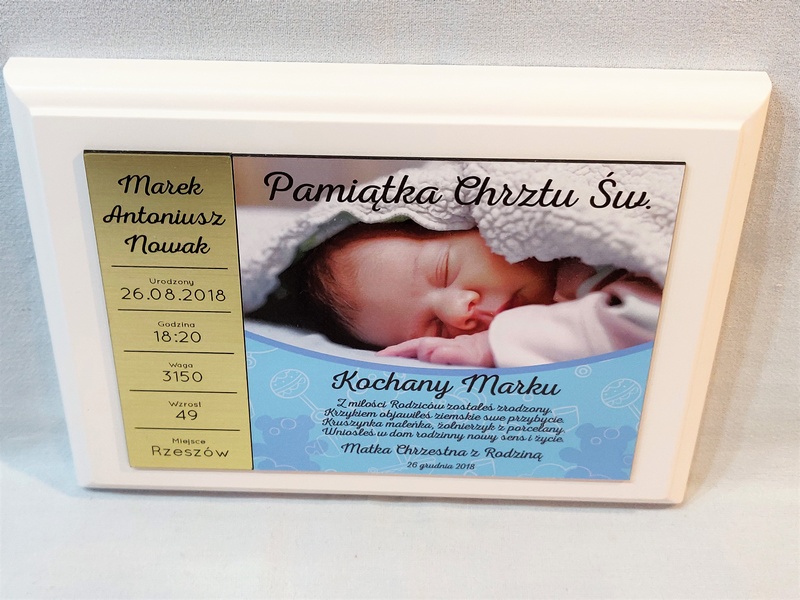 Marek
Antoniusz
Nowak
Urodzony
26.08.2018
Godzina
18:20
Waga
3150
Wzrost
49
Miejsce
Rzeszów
Pamiątka Chrztu Św.
Kochany Marku
Z miłości Rodziców zostałeś zrodzony.
Krzykiem objawiłeś ziemskie swe przybycie.
Kruszynka maleńka, żołnierzyk z porcelany,
Wniosłeś w dom rodzinny nowy sens i życie.
Matka Chrzestna z Rodziną
26 grudnia 2018